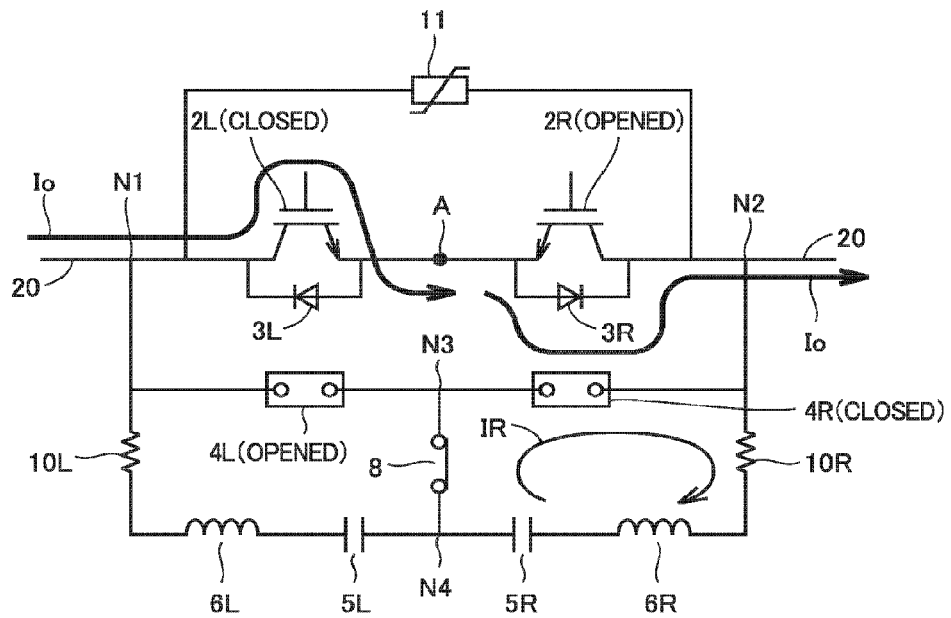 11
2L(CLOSED)
2R(OPENED)
Io
N1
A
N2
20
20
3L
3R
Io
N3
4R(CLOSED)
4L(OPENED)
IR
10L
8
10R
N4
6L
5L
5R
6R